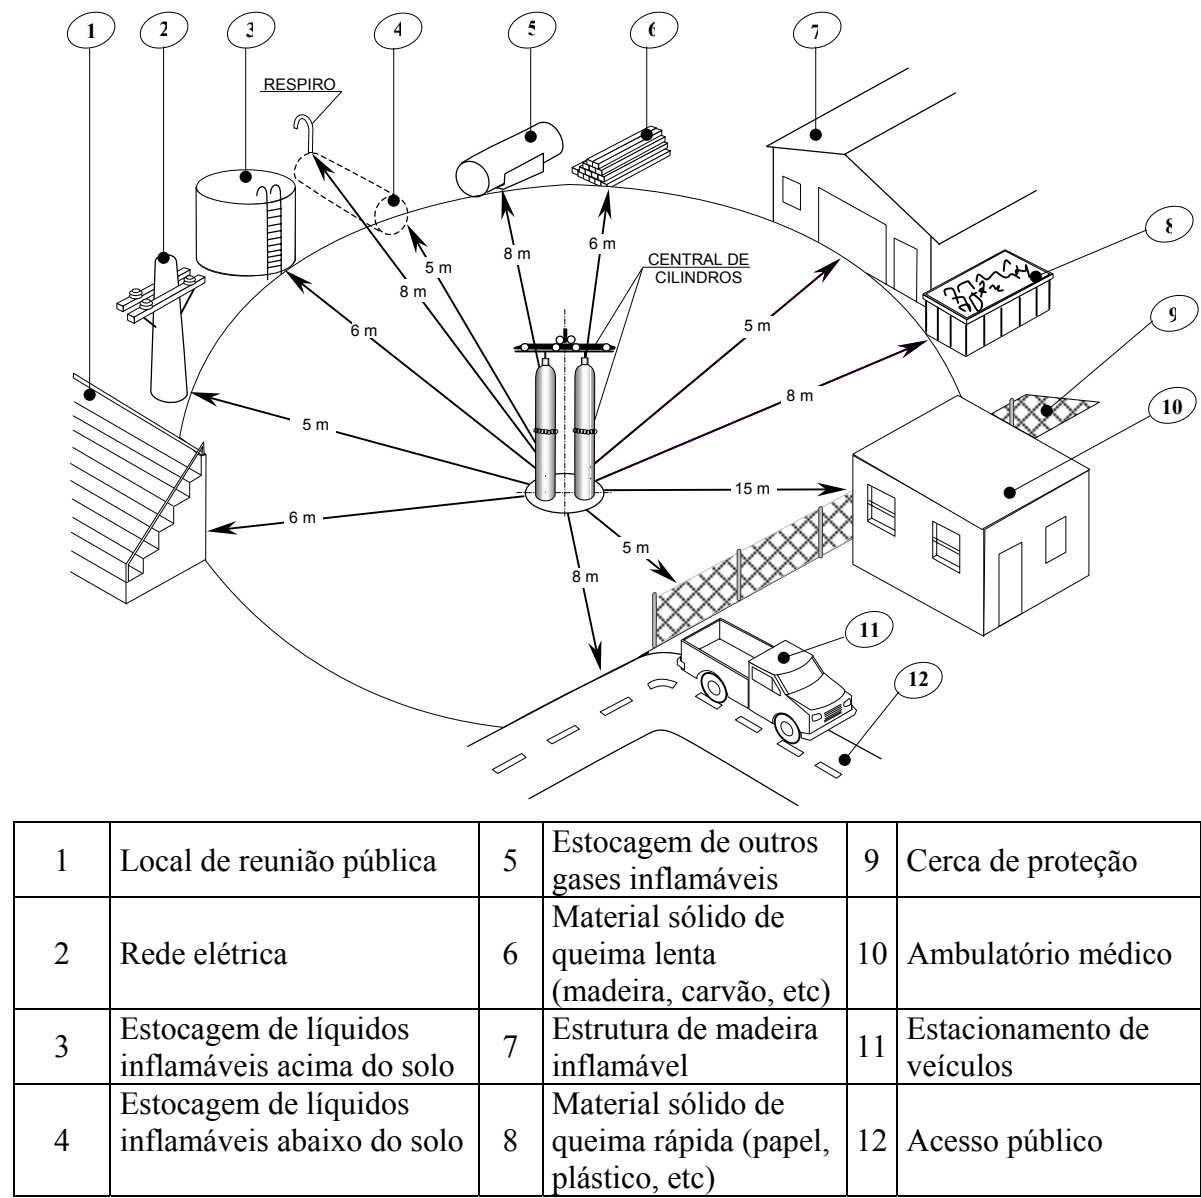 1 2 3 4 5 6 7
RESPIRO
8
8 m 6 m
5 m
CENTRAL DE
CILINDROS
8 m
9
6 m 5 m
8 m
10
5 m
15 m
6 m
5 m
8 m
11
12
1 Local de reunião pública 5 Estocagem de outros gases inflamáveis 9 Cerca de proteção
2 Rede elétrica 6 Material sólido de queima lenta (madeira, carvão, etc) 10 Ambulatório médico
3 Estocagem de líquidos inflamáveis acima do solo 7 Estrutura de madeira inflamável 11 Estacionamento de veículos
4 Estocagem de líquidos inflamáveis abaixo do solo 8 Material sólido de queima rápida (papel, plástico, etc) 12 Acesso público